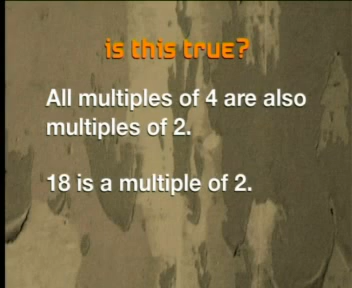 is this true?
All multiples of 4 are also
multiples of 2.
18 is a multiple of 2.